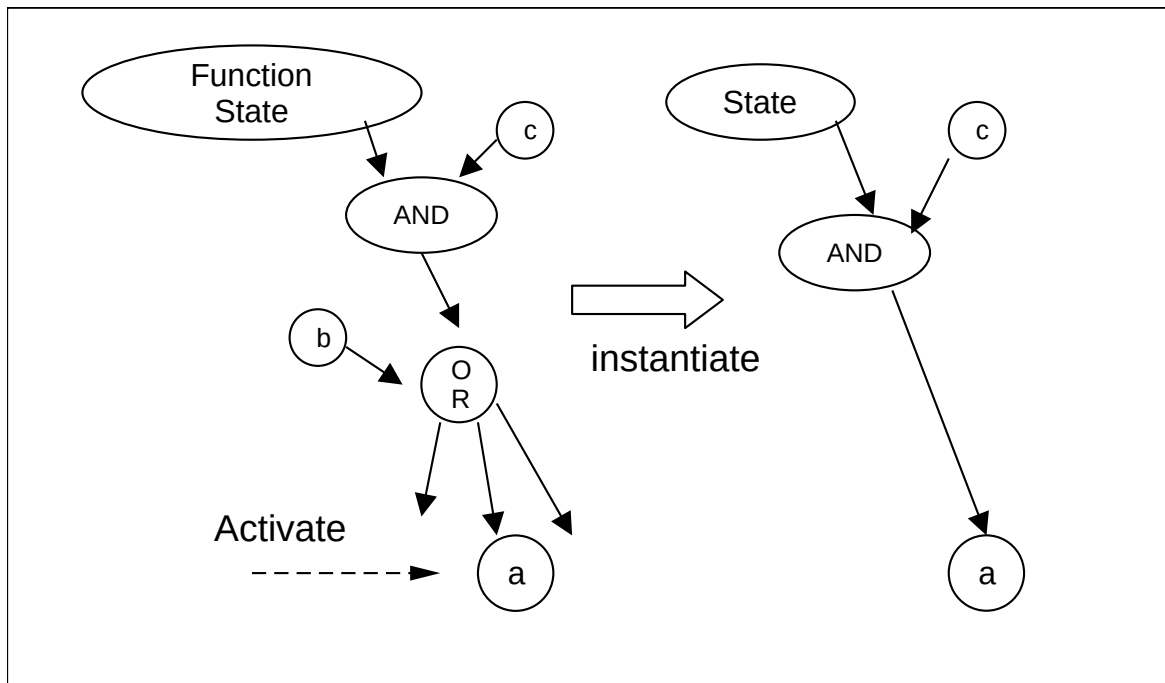 Function
State
c
State
c
AND
AND
b
O
R
instantiate
Activate
a
a